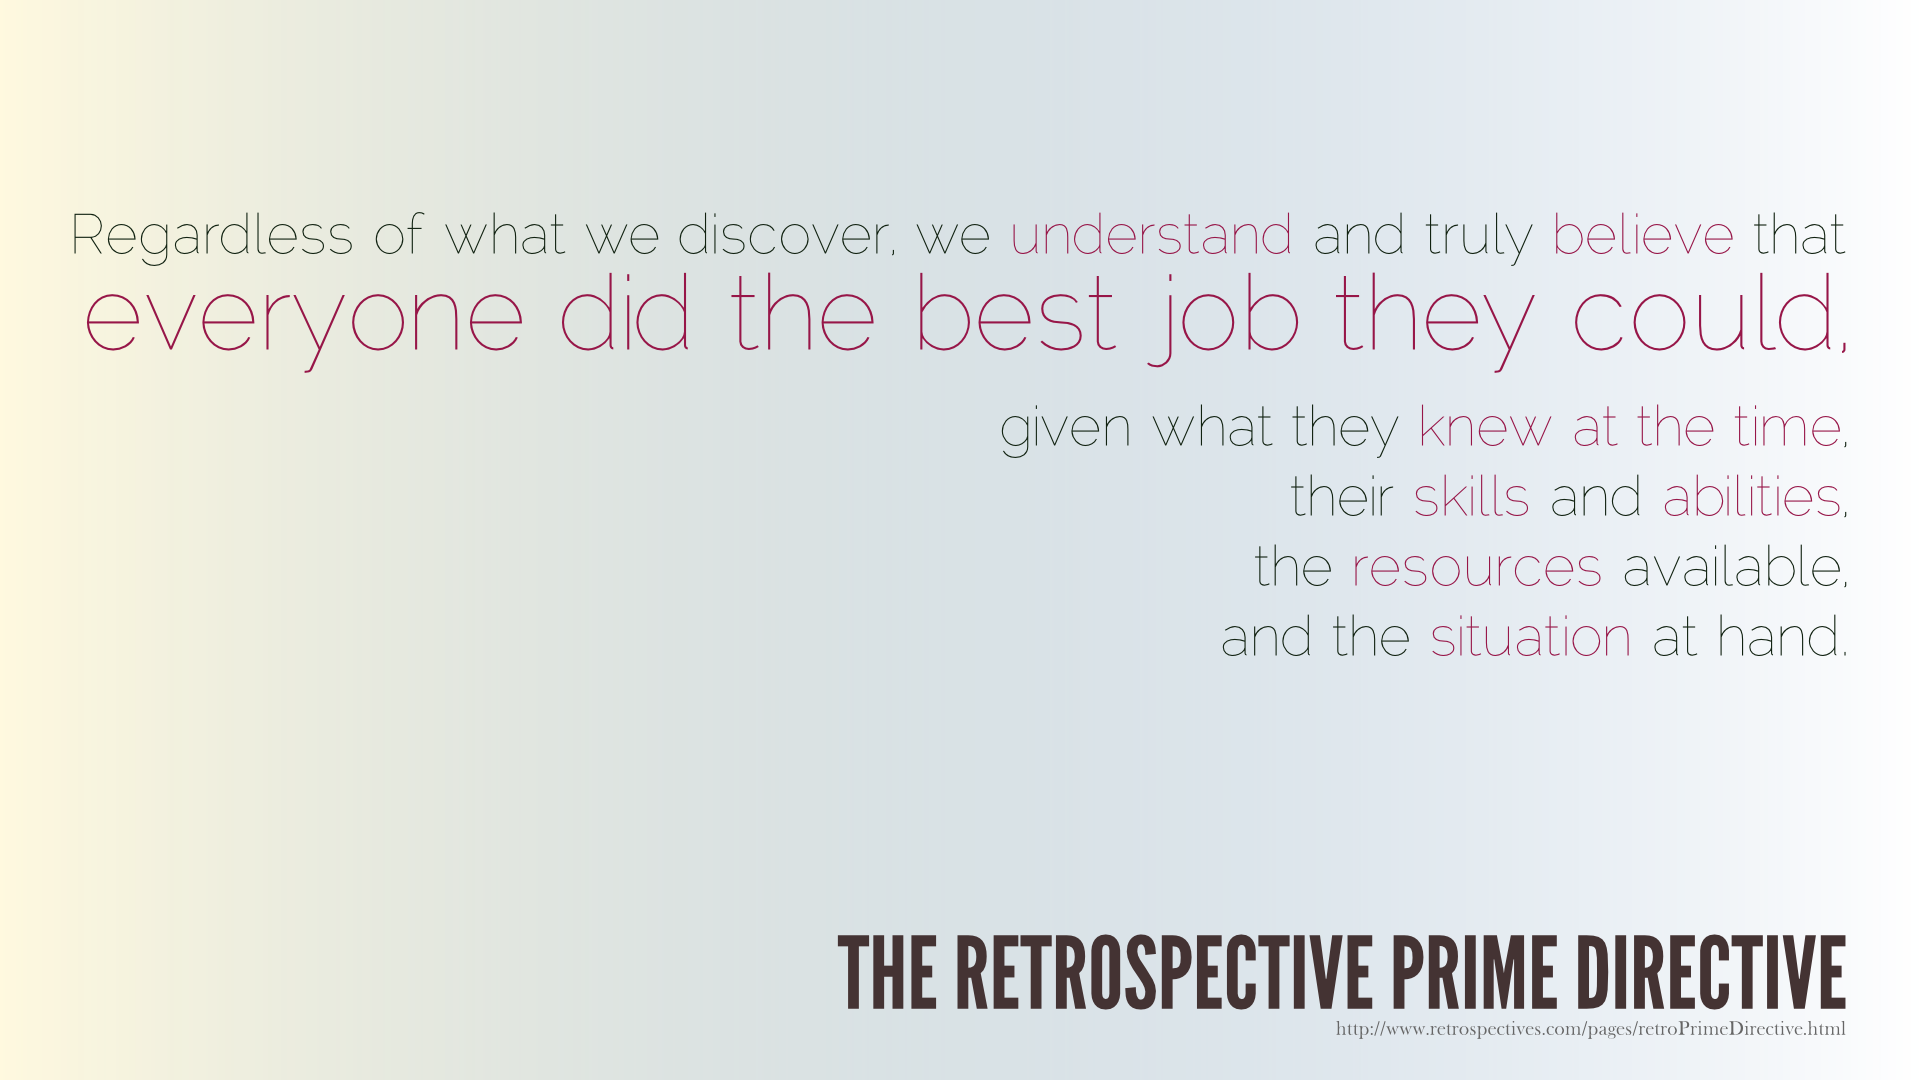 Regardless of what we discover, we understand and truly believe that
everyone did the best job they could,
given what they knew at the time,
their skills and abilities,
the resources available,
and the situation at hand.
THE RETROSPECTIVE PRIME DIRECTIVE
http://www.retrospectives.com/pages/retroPrimeDirective.html